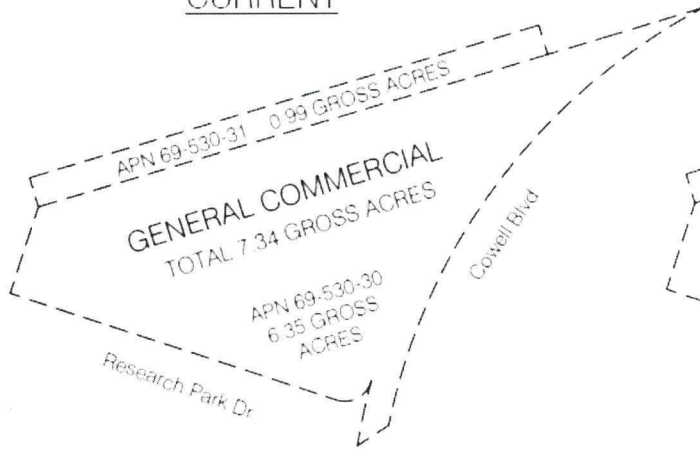 CURRENT
APN 69-530-31 0.99 GROSS ACRES
GENERAL COMMERCIAL
TOTAL 7.34 GROSS ACRES
APN 69-530-30
6.35 GROSS
ACRES
Cowell Blvd
Research Park Dr.